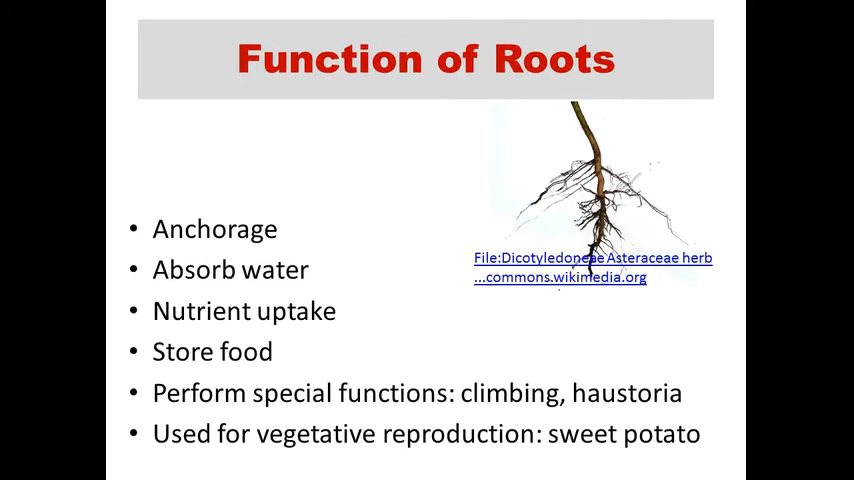 Function of Roots
File:Dicotyledoneae Asteraceae herb
...commons.wikimedia.org
• Anchorage
• Absorb water
• Nutrient uptake
• Store food
• Perform special functions: climbing, haustoria
• Used for vegetative reproduction: sweet potato